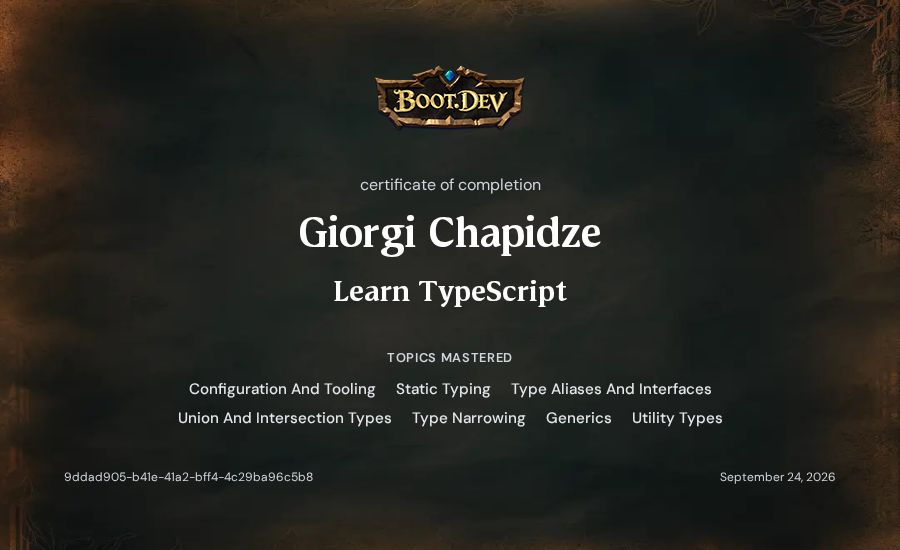 BOOT.DEV
certificate of completion
Giorgi Chapidze
Learn TypeScript
TOPICS MASTERED
Configuration And Tooling Static Typing Type Aliases And Interfaces
Union And Intersection Types Type Narrowing Generics Utility Types
9ddad905-b41e-41a2-bff4-4c29ba96c5b8 September 24, 2026